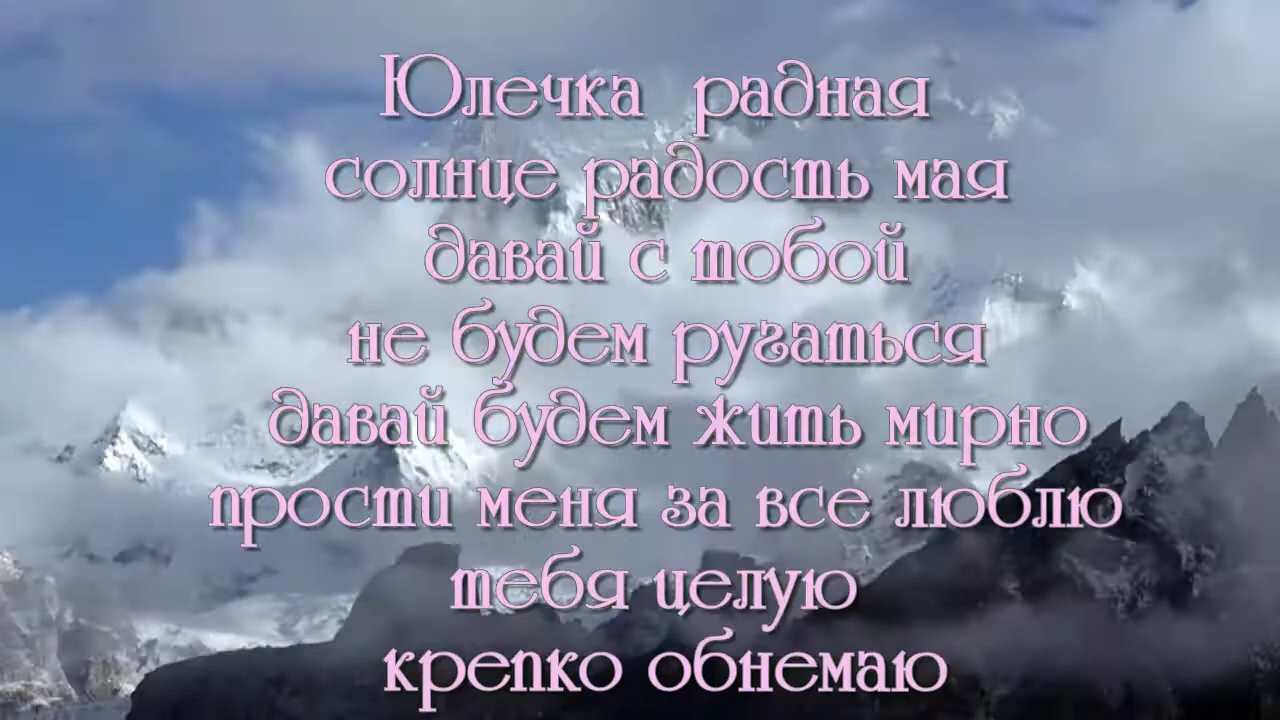 Юлечка радная
солнце радость мая
давай с тобой
не будем ругаться
давай будем жить мирно
прости меня за все люблю
тебя целую
крепко обнемаю